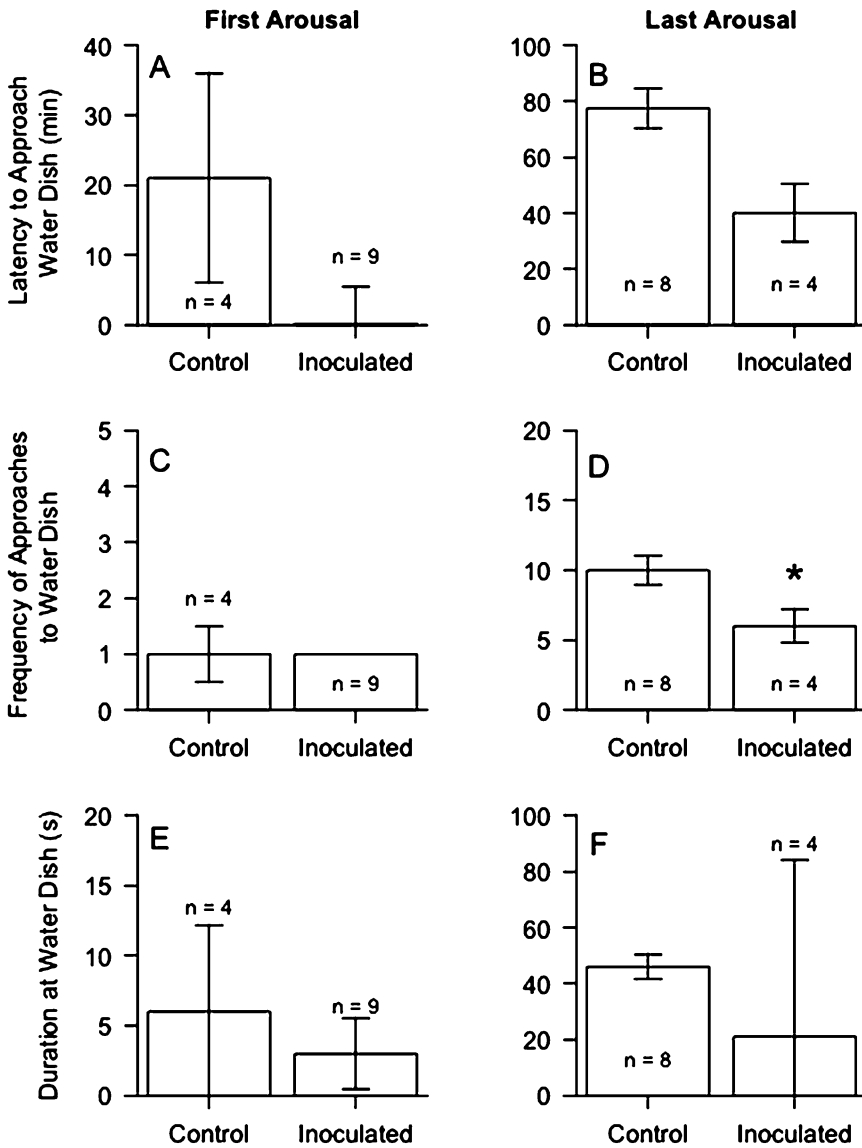 First Arousal
Last Arousal
Latency to Approach
Water Dish (min)
A
40
30
20
10
0
n = 4
n = 9
Control
Inoculated
B
100
80
60
40
20
0
n = 8
n = 4
Control
Inoculated
Frequency of Approaches
to Water Dish
C
5
4
3
2
1
0
n = 4
n = 9
Control
Inoculated
D
20
15
10
5
0
*
n = 8
n = 4
Control
Inoculated
Duration at Water Dish (s)
E
20
15
10
5
0
n = 4
n = 9
Control
Inoculated
F
100
80
60
40
20
0
n = 4
n = 8
Control
Inoculated